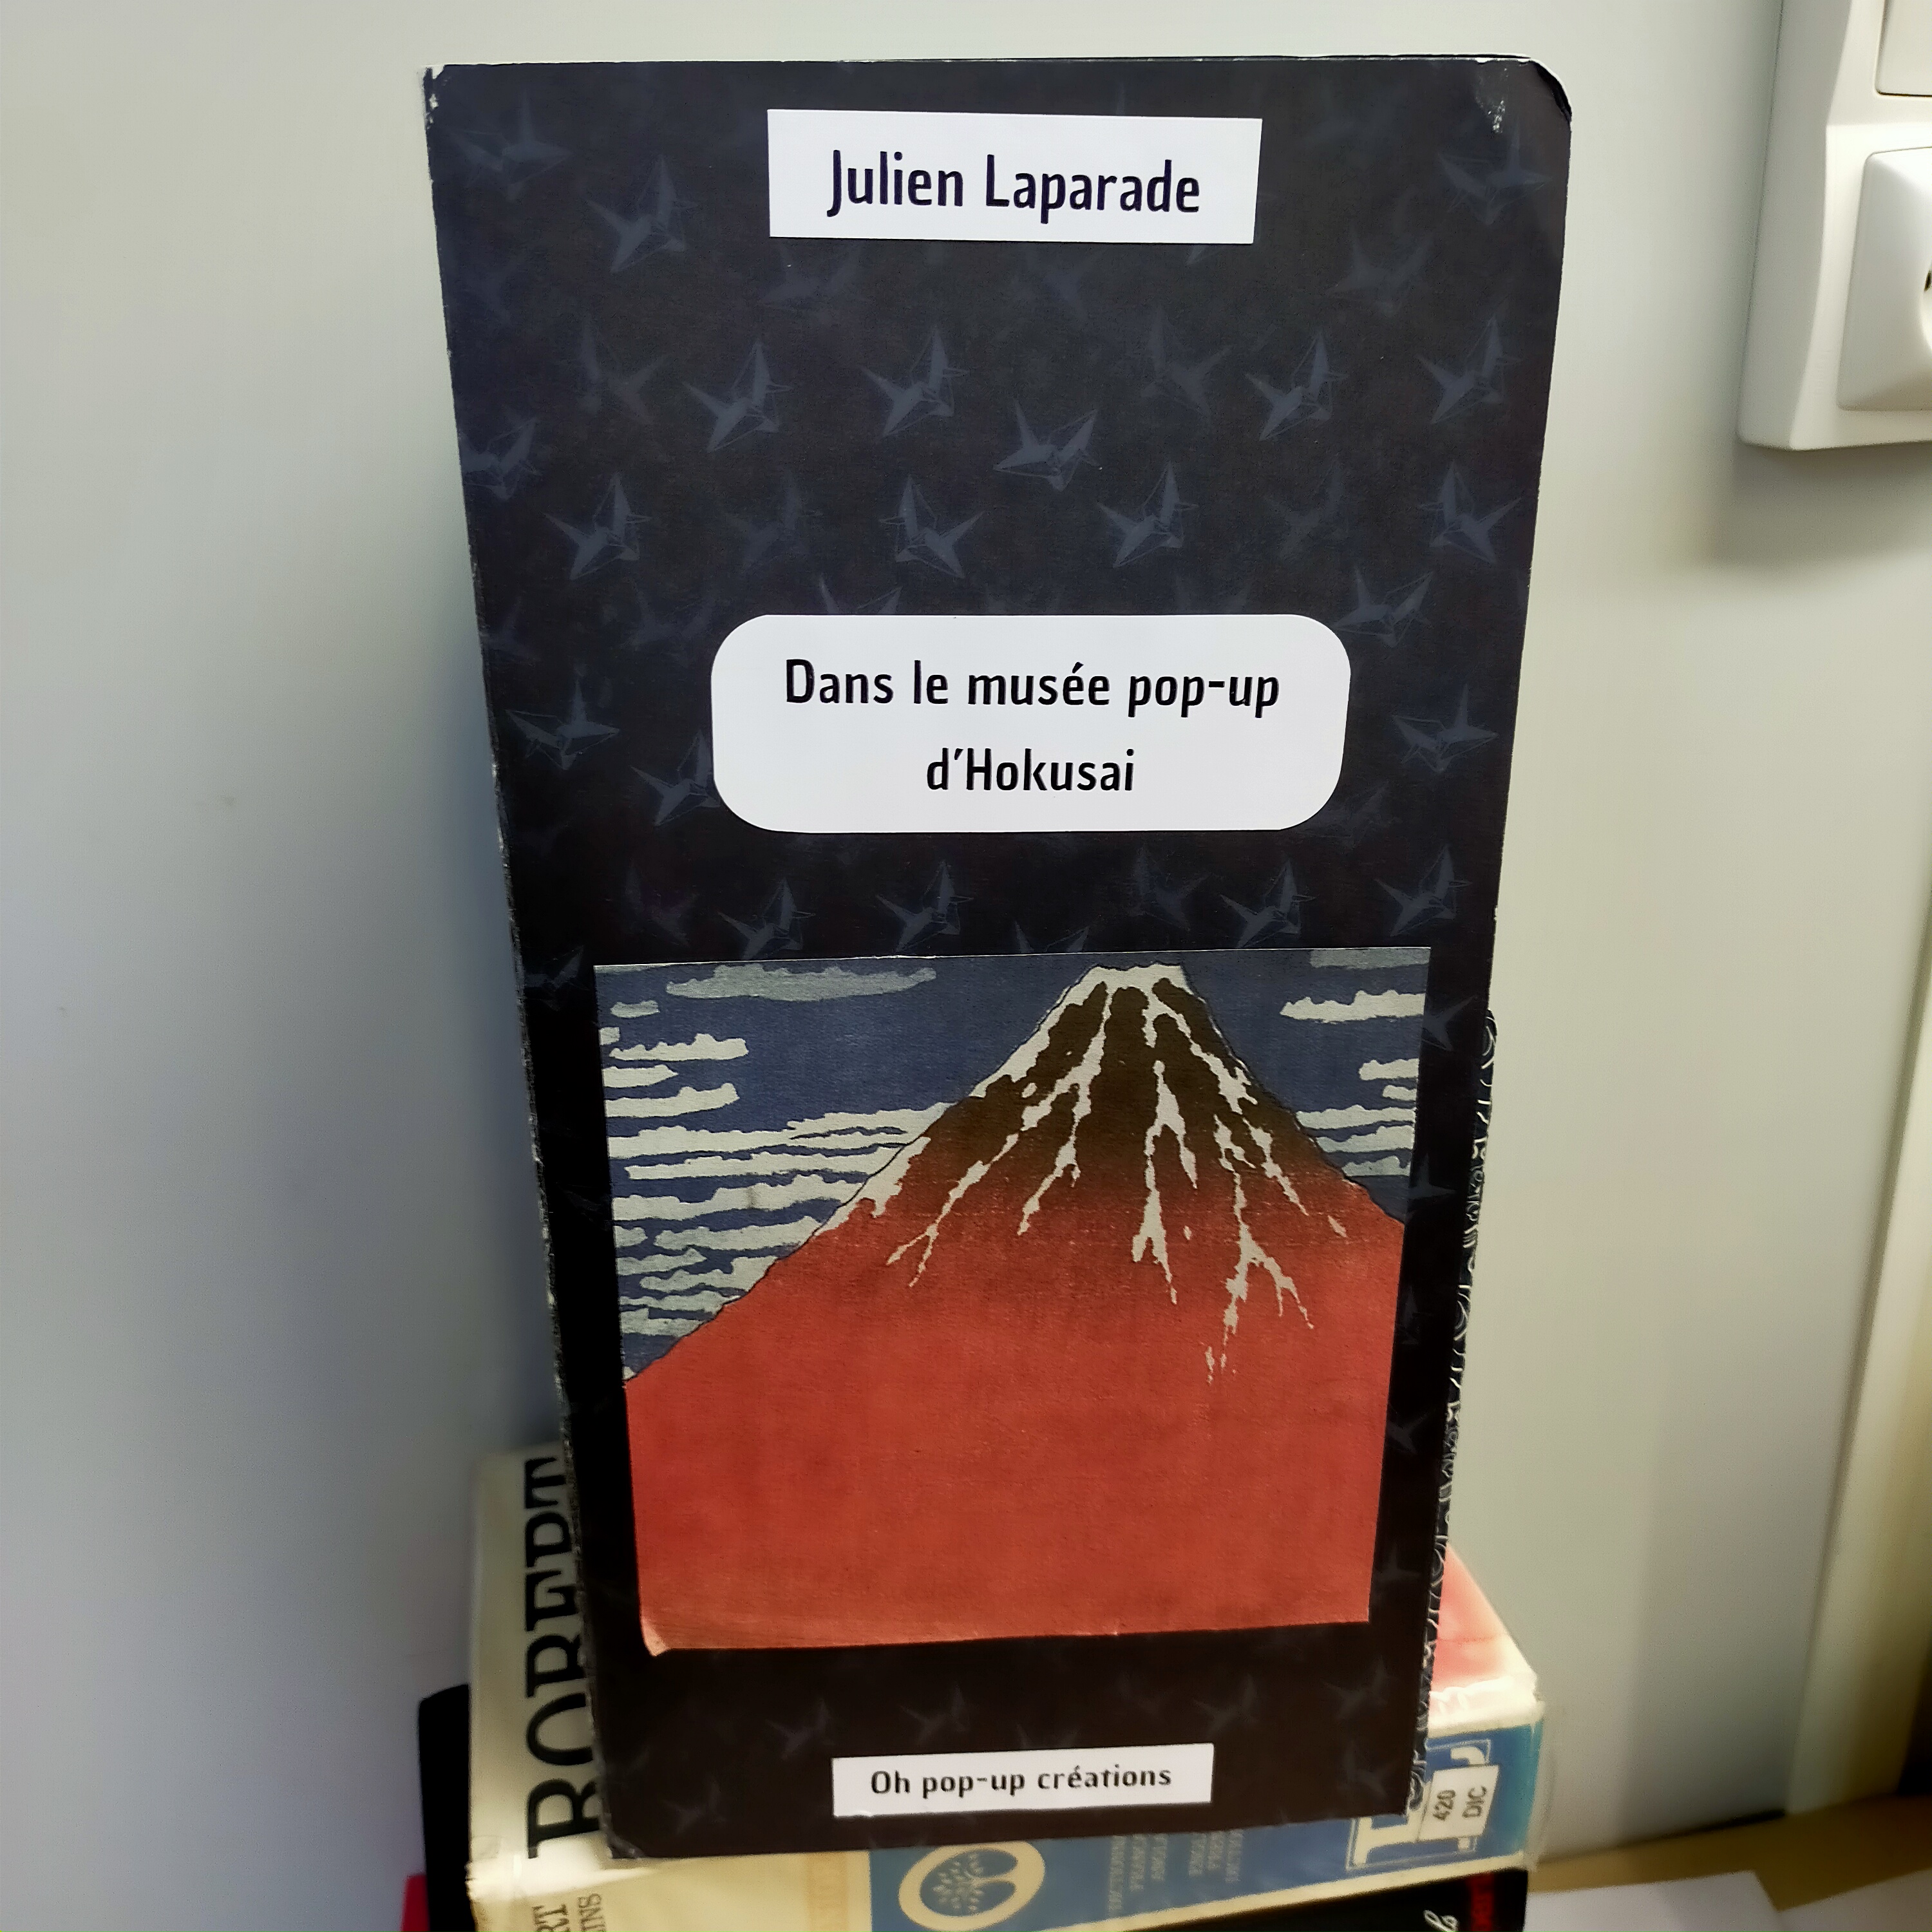 Julien Laparade
Dans le musée pop-up
d'Hokusai
Oh pop-up créations
ROBERT
420
DIC